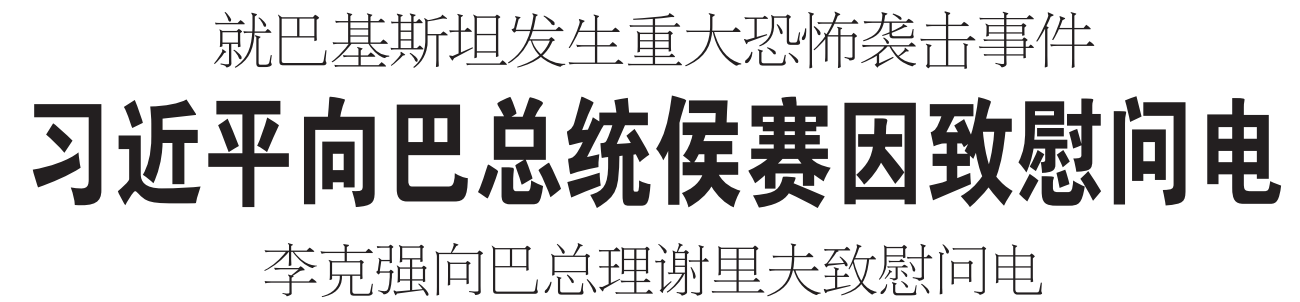 就巴基斯坦发生重大恐怖袭击事件
习近平向巴总统侯赛因致慰问电
李克强向巴总理谢里夫致慰问电